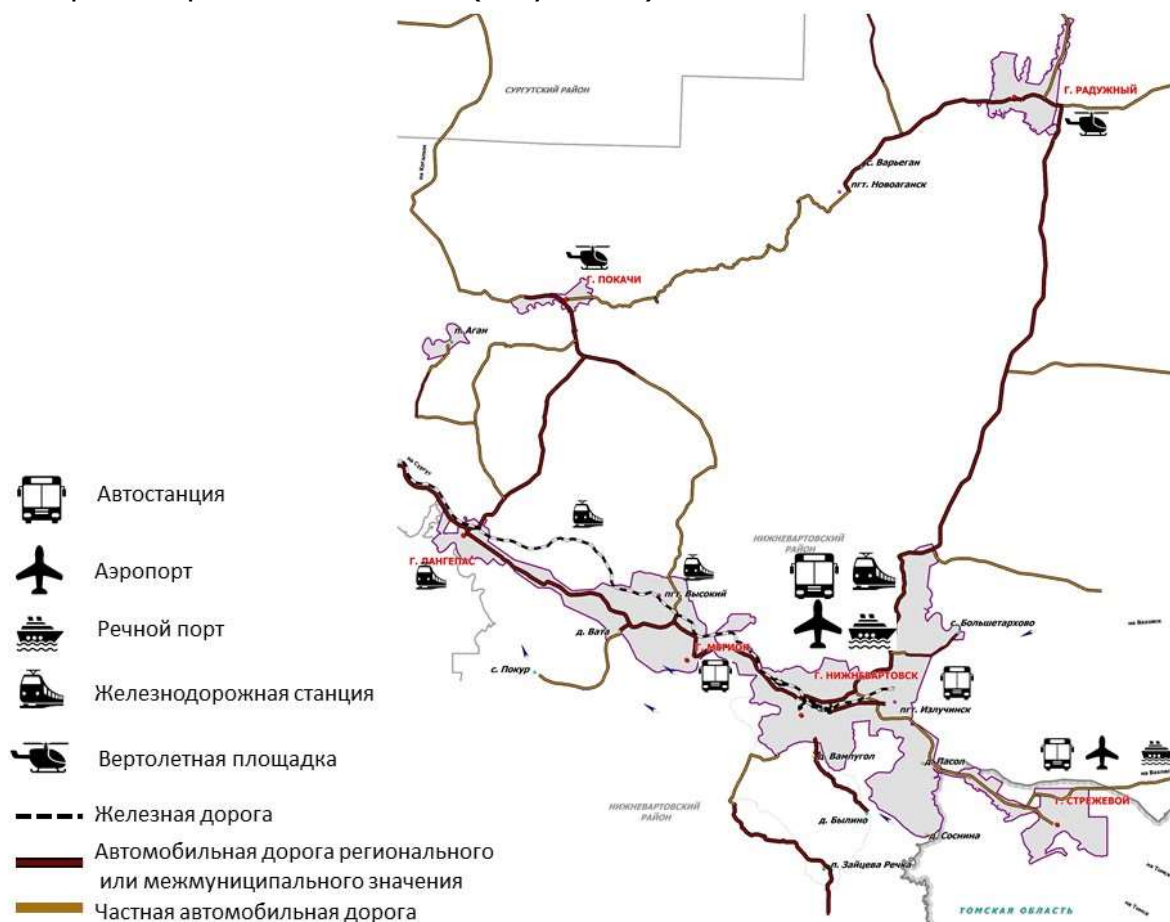 СУРГУТСКИЙ РАЙОН
Г. РАДУЖНЫЙ
на Когалым
с. Варьеган
пгт. Новоаганск
Г. ПОКАЧИ
п. Аган
на Сургут
Автостанция
НИЖНЕВАРТОВСКИЙ
РАЙОН
Г. ЛАНГЕПАС
Аэропорт
пгт. Высокий
с. Большетархово
Речной порт
д. Вата
Г. МЕГИОН
с. Покур
Г. НИЖНЕВАРТОВСК
Железнодорожная станция
пгт. Излучинск
Вертолетная площадка
д. Вампугол
д. Пасол
Железная дорога
НИЖНЕВАРТОВСКИЙ
РАЙОН
Г. СТРЕЖЕВОЙ
д. Былино
д. Соснина
Автомобильная дорога регионального
или межмуниципального значения
п. Зайцева Речка
Частная автомобильная дорога
ТОМСКАЯ ОБЛАСТЬ